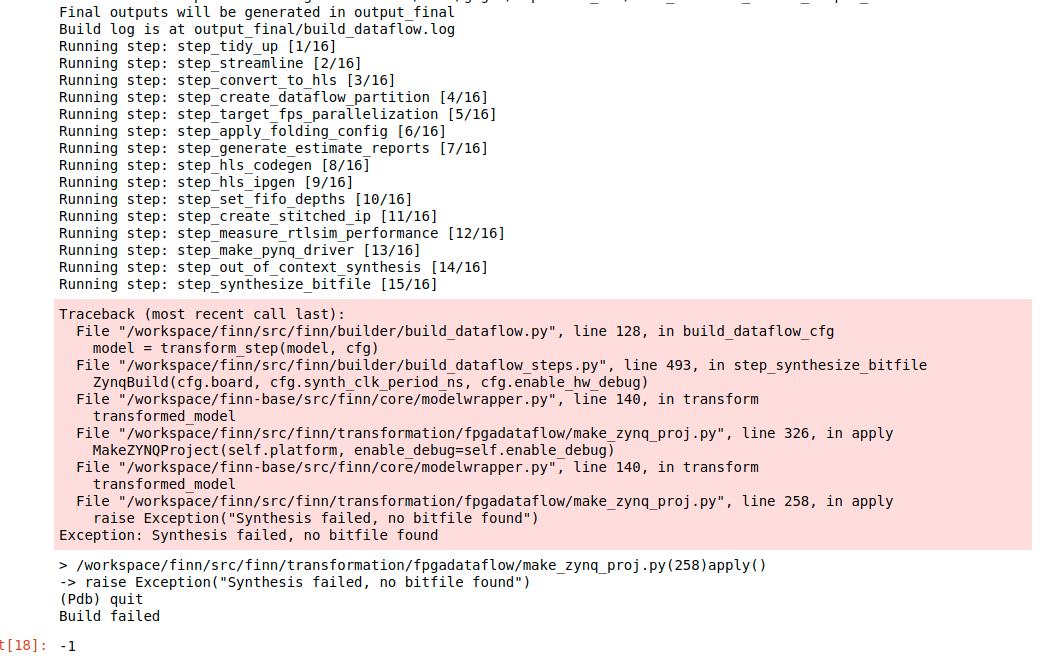 Final outputs will be generated in output_final
Build log is at output_final/build_dataflow.log
Running step: step_tidy_up [1/16]
Running step: step_streamline [2/16]
Running step: step_convert_to_hls [3/16]
Running step: step_create_dataflow_partition [4/16]
Running step: step_target_fps_parallelization [5/16]
Running step: step_apply_folding_config [6/16]
Running step: step_generate_estimate_reports [7/16]
Running step: step_hls_codegen [8/16]
Running step: step_hls_ipgen [9/16]
Running step: step_set_fifo_depths [10/16]
Running step: step_create_stitched_ip [11/16]
Running step: step_measure_rtlsim_performance [12/16]
Running step: step_make_pynq_driver [13/16]
Running step: step_out_of_context_synthesis [14/16]
Running step: step_synthesize_bitfile [15/16]
Traceback (most recent call last):
  File "/workspace/finn/src/finn/builder/build_dataflow.py", line 128, in build_dataflow_cfg
    model = transform_step(model, cfg)
  File "/workspace/finn/src/finn/builder/build_dataflow_steps.py", line 493, in step_synthesize_bitfile
    ZynqBuild(cfg.board, cfg.synth_clk_period_ns, cfg.enable_hw_debug)
  File "/workspace/finn-base/src/finn/core/modelwrapper.py", line 140, in transform
    transformed_model
  File "/workspace/finn/src/finn/transformation/fpgadataflow/make_zynq_proj.py", line 326, in apply
    MakeZYNQProject(self.platform, enable_debug=self.enable_debug)
  File "/workspace/finn-base/src/finn/core/modelwrapper.py", line 140, in transform
    transformed_model
  File "/workspace/finn/src/finn/transformation/fpgadataflow/make_zynq_proj.py", line 258, in apply
    raise Exception("Synthesis failed, no bitfile found")
Exception: Synthesis failed, no bitfile found
> /workspace/finn/src/finn/transformation/fpgadataflow/make_zynq_proj.py(258)apply()
-> raise Exception("Synthesis failed, no bitfile found")
(Pdb) quit
Build failed
t[18]: -1